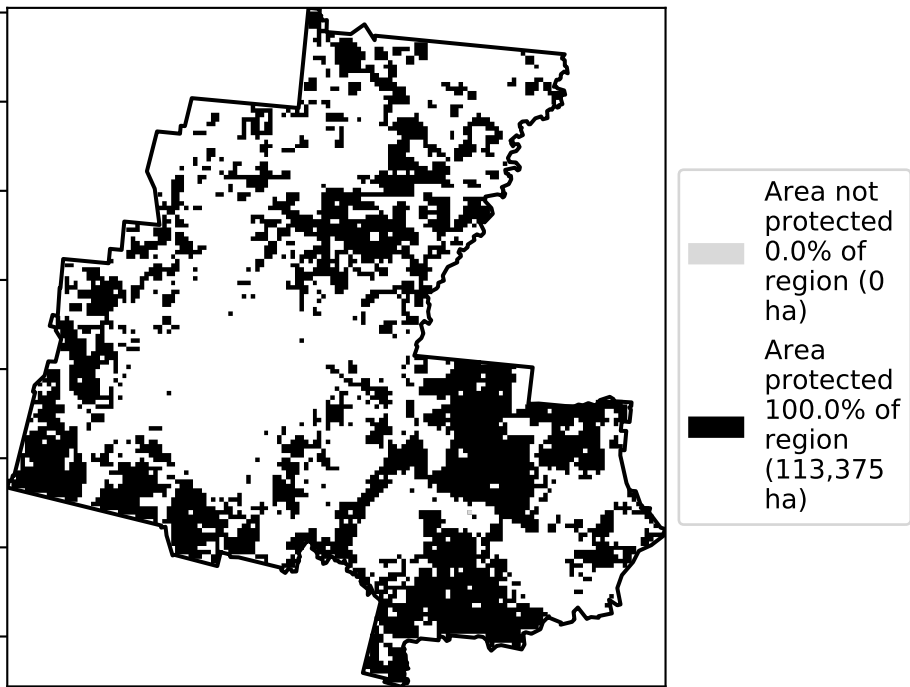 Area not
protected
0.0% of
region (0
ha)
Area
protected
100.0% of
region
(113,375
ha)